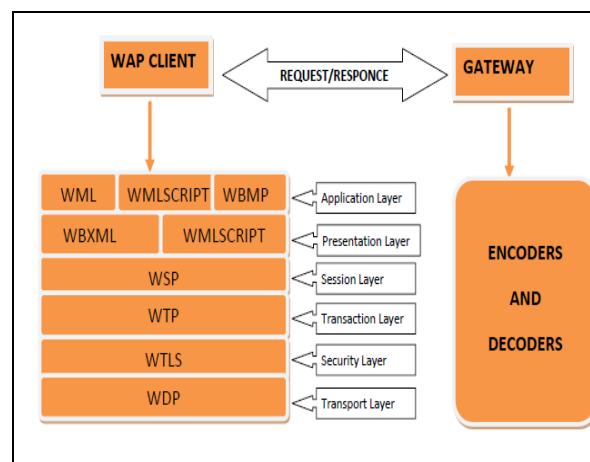 WAP CLIENT
REQUEST/RESPONCE
GATEWAY
WML WMLSCRIPT WBMP
Application Layer
WBXML WMLSCRIPT
Presentation Layer
WSP
Session Layer
WTP
Transaction Layer
WTLS
Security Layer
WDP
Transport Layer
ENCODERS
AND
DECODERS